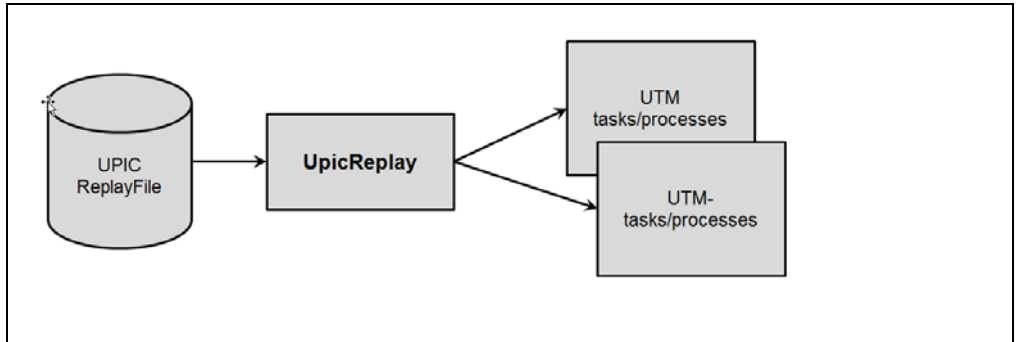 UPIC
ReplayFile
UpicReplay
UTM
tasks/processes
UTM-
tasks/processes